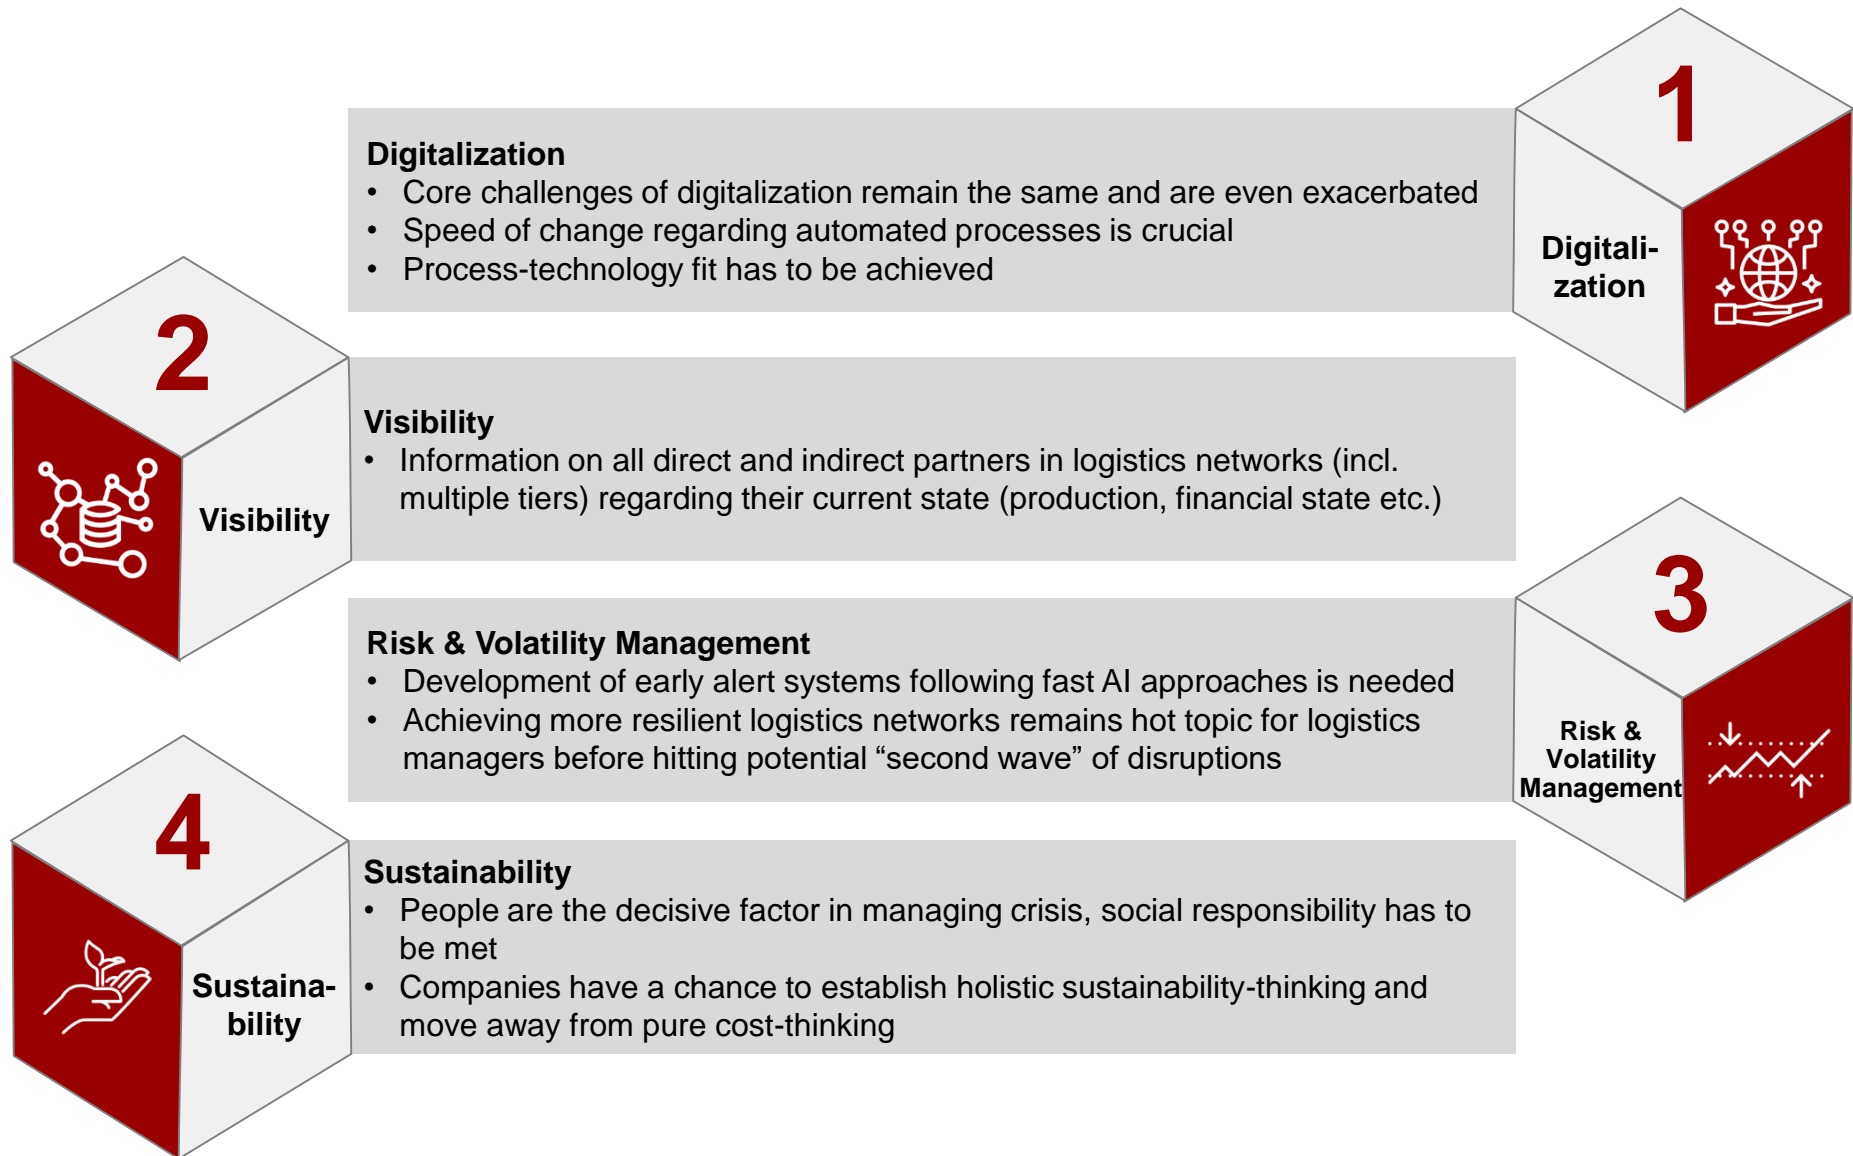 1
Digitalization
• Core challenges of digitalization remain the same and are even exacerbated
• Speed of change regarding automated processes is crucial
• Process-technology fit has to be achieved
Digitali-
zation
2
Visibility
Visibility
• Information on all direct and indirect partners in logistics networks (incl.
multiple tiers) regarding their current state (production, financial state etc.)
3
Risk & Volatility Management
• Development of early alert systems following fast AI approaches is needed
• Achieving more resilient logistics networks remains hot topic for logistics
managers before hitting potential “second wave” of disruptions
Risk &
Volatility
Management
4
Sustaina-
bility
Sustainability
• People are the decisive factor in managing crisis, social responsibility has to
be met
• Companies have a chance to establish holistic sustainability-thinking and
move away from pure cost-thinking